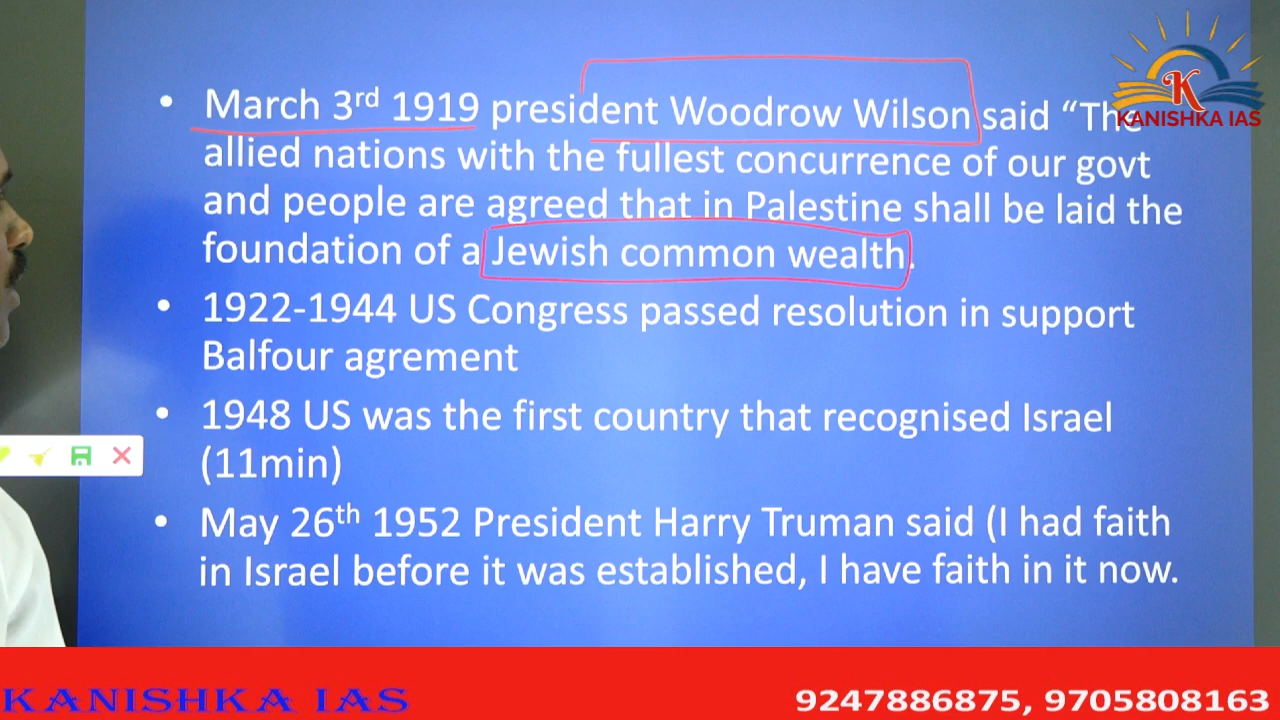 • March 3rd 1919 president Woodrow Wilson said “The
allied nations with the fullest concurrence of our govt
and people are agreed that in Palestine shall be laid the
foundation of a Jewish common wealth.
• 1922-1944 US Congress passed resolution in support
Balfour agrement
• 1948 US was the first country that recognised Israel
(11min)
• May 26th 1952 President Harry Truman said (I had faith
in Israel before it was established, I have faith in it now.
K
KANISHKA IAS
KANISHKA IAS
9247886875, 9705808163